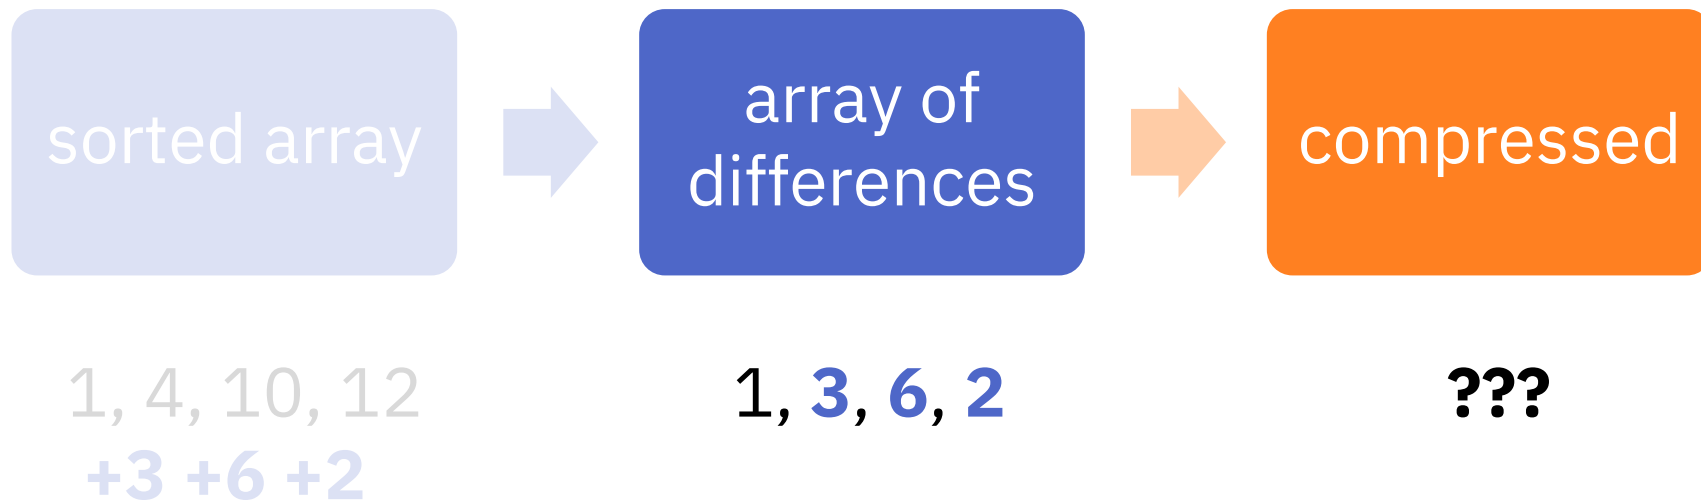 sorted array
array of
differences
compressed
1, 4, 10, 12
+3 +6 +2
1, 3, 6, 2
???